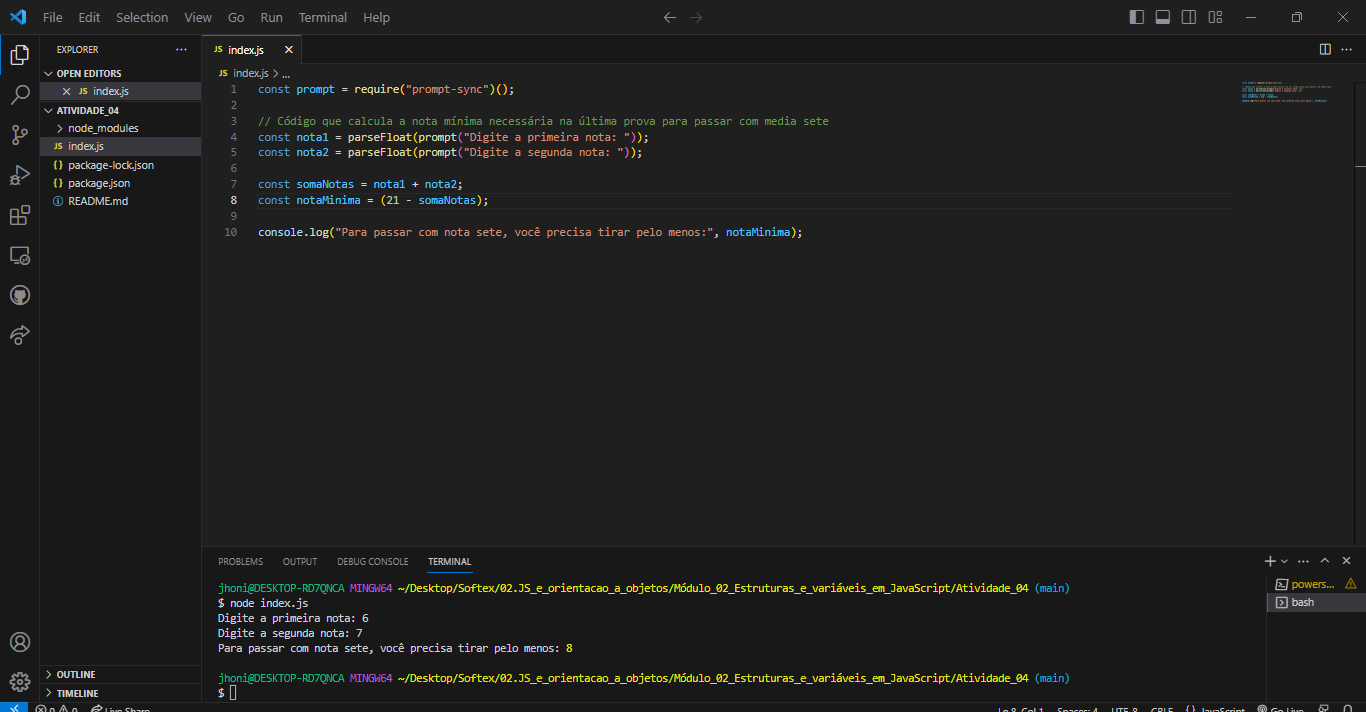 File Edit Selection View Go Run Terminal Help
EXPLORER
OPEN EDITORS
JS index.js
ATIVIDADE_04
node_modules
JS index.js
{} package-lock.json
{} package.json
README.md
OUTLINE
TIMELINE
JS index.js
JS index.js > ...
1 const prompt = require("prompt-sync")();
2
3 // Código que calcula a nota mínima necessária na última prova para passar com media sete
4 const nota1 = parseFloat(prompt("Digite a primeira nota: "));
5 const nota2 = parseFloat(prompt("Digite a segunda nota: "));
6
7 const somaNotas = nota1 + nota2;
8 const notaMinima = (21 - somaNotas);
9
10 console.log("Para passar com nota sete, você precisa tirar pelo menos:", notaMinima);
PROBLEMS OUTPUT DEBUG CONSOLE TERMINAL
jhoni@DESKTOP-RD7QNCA MINGW64 ~/Desktop/Softex/02.JS_e_orientacao_a_objetos/Módulo_02_Estruturas_e_variáveis_em_JavaScript/Atividade_04 (main)
$ node index.js
Digite a primeira nota: 6
Digite a segunda nota: 7
Para passar com nota sete, você precisa tirar pelo menos: 8
jhoni@DESKTOP-RD7QNCA MINGW64 ~/Desktop/Softex/02.JS_e_orientacao_a_objetos/Módulo_02_Estruturas_e_variáveis_em_JavaScript/Atividade_04 (main)
$
powers...
bash
0 0 Live Share
Ln 8, Col 1 Spaces: 4 UTF-8 CRLF {} JavaScript Go Live